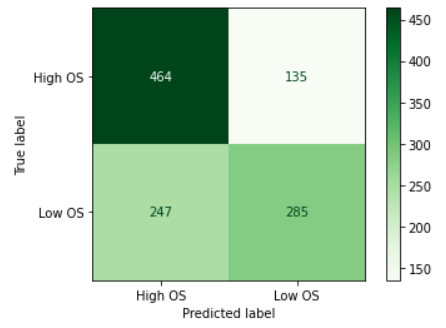 450
High OS
464
135
400
350
True label
300
Low OS
247
285
250
200
150
High OS
Low OS
Predicted label